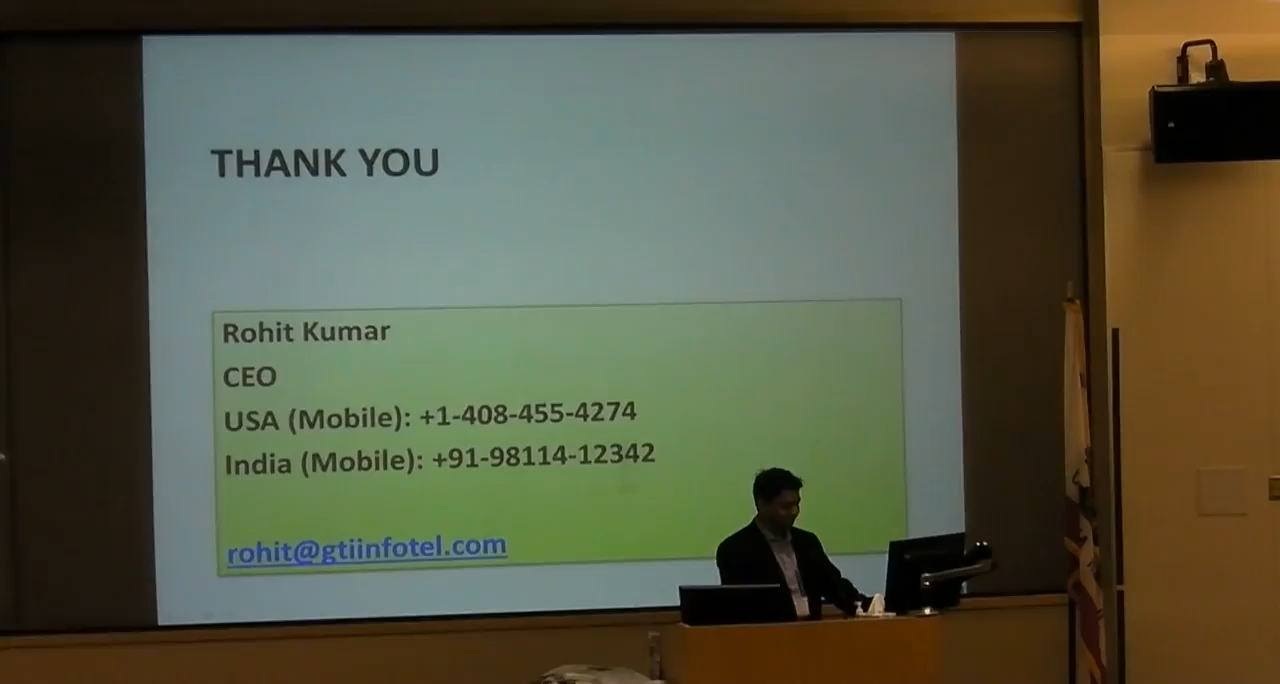 THANK YOU
Rohit Kumar
CEO
USA (Mobile): +1-408-455-4274
India (Mobile): +91-98114-12342
rohit@gtiinfotel.com